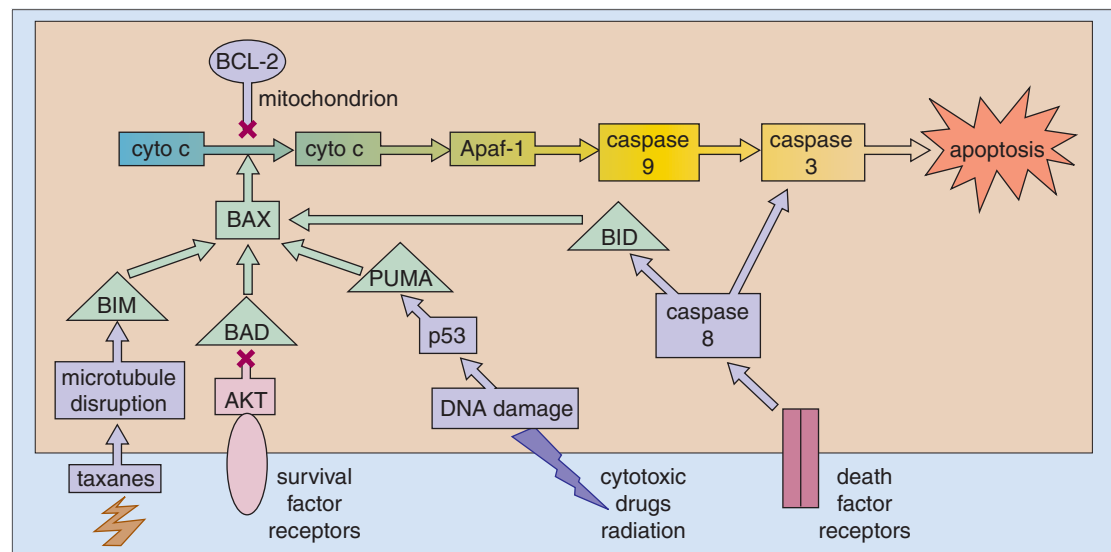 BCL-2
mitochondrion
cyto c
cyto c
Apaf-1
caspase
9
caspase
3
apoptosis
BAX
BID
PUMA
BIM
BAD
p53
caspase
8
microtubule
disruption
AKT
DNA damage
taxanes
survival
factor
receptors
cytotoxic
drugs
radiation
death
factor
receptors